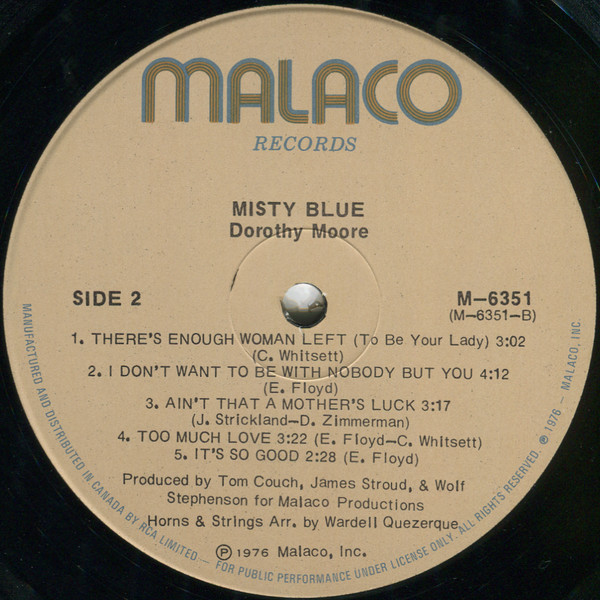 MALACO
RECORDS
MISTY BLUE
Dorothy Moore
SIDE 2
M–6351
(M–6351–B)
1. THERE'S ENOUGH WOMAN LEFT (To Be Your Lady) 3:02
(C. Whitsett)
2. I DON'T WANT TO BE WITH NOBODY BUT YOU 4:12
(E. Floyd)
3. AIN'T THAT A MOTHER'S LUCK 3:17
(J. Strickland–D. Zimmerman)
4. TOO MUCH LOVE 3:22 (E. Floyd–C. Whitsett)
5. IT'S SO GOOD 2:28 (E. Floyd)
Produced by Tom Couch, James Stroud, & Wolf
Stephenson for Malaco Productions
Horns & Strings Arr. by Wardell Quezerque
℗ 1976 Malaco, Inc.
MANUFACTURED AND DISTRIBUTED IN CANADA BY RCA LIMITED — FOR PUBLIC PERFORMANCE UNDER LICENSE ONLY. ALL RIGHTS RESERVED. ℗ 1976 – MALACO, INC.